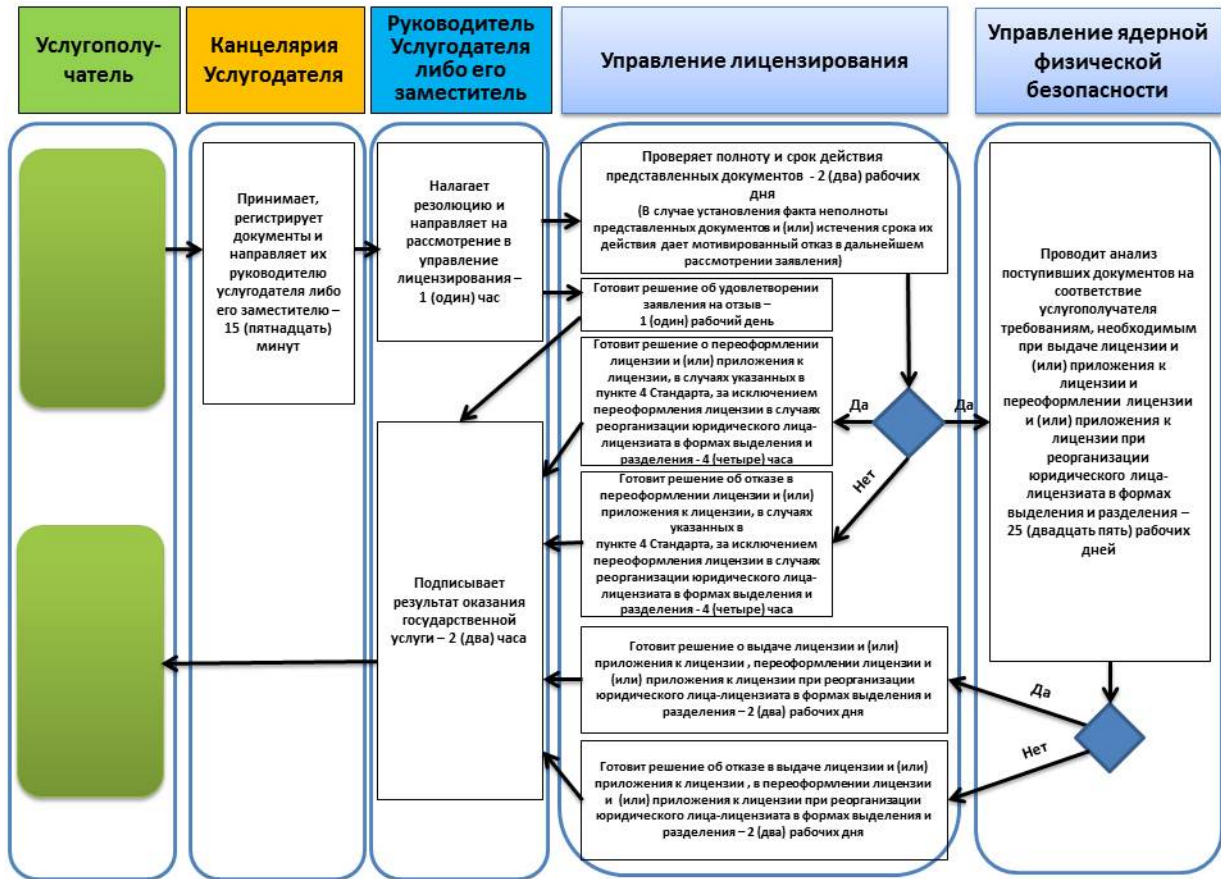 Услугополу-
чатель
Канцелярия
Услугодателя
Руководитель
Услугодателя
либо его
заместитель
Управление лицензирования
Управление ядерной
физической
безопасности
Принимает,
регистрирует
документы и
направляет их
руководителю
услугодателя либо
его заместителю –
15 (пятнадцать)
минут
Налагает
резолюцию и
направляет на
рассмотрение в
управление
лицензирования –
1 (один) час
Проверяет полноту и срок действия
представленных документов - 2 (два) рабочих
дня
(В случае установления факта неполноты
представленных документов и (или) истечения срока их
действия дает мотивированный отказ в дальнейшем
рассмотрении заявления)
Готовит решение об удовлетворении
заявления на отзыв –
1 (один) рабочий день
Готовит решение о переоформлении
лицензии и (или) приложения к
лицензии, в случаях указанных в
пункте 4 Стандарта, за исключением
переоформления лицензии в случаях
реорганизации юридического лица-
лицензиата в формах выделения и
разделения - 4 (четыре) часа
Да
Да
Нет
Готовит решение об отказе в
переоформлении лицензии и (или)
приложения к лицензии, в случаях
указанных в
пункте 4 Стандарта, за исключением
переоформления лицензии в случаях
реорганизации юридического лица-
лицензиата в формах выделения и
разделения - 4 (четыре) часа
Проводит анализ
поступивших документов на
соответствие
услугополучателя
требованиям, необходимым
при выдаче лицензии и
(или) приложения к
лицензии и
переоформлении лицензии
и (или) приложения к
лицензии при
реорганизации
юридического лица-
лицензиата в формах
выделения и разделения –
25 (двадцать пять) рабочих
дней
Подписывает
результат оказания
государственной
услуги – 2 (два) часа
Готовит решение о выдаче лицензии и (или)
приложения к лицензии , переоформлении лицензии и
(или) приложения к лицензии при реорганизации
юридического лица-лицензиата в формах выделения и
разделения – 2 (два) рабочих дня
Да
Нет
Готовит решение об отказе в выдаче лицензии и (или)
приложения к лицензии , в переоформлении лицензии
и (или) приложения к лицензии при реорганизации
юридического лица-лицензиата в формах выделения и
разделения – 2 (два) рабочих дня